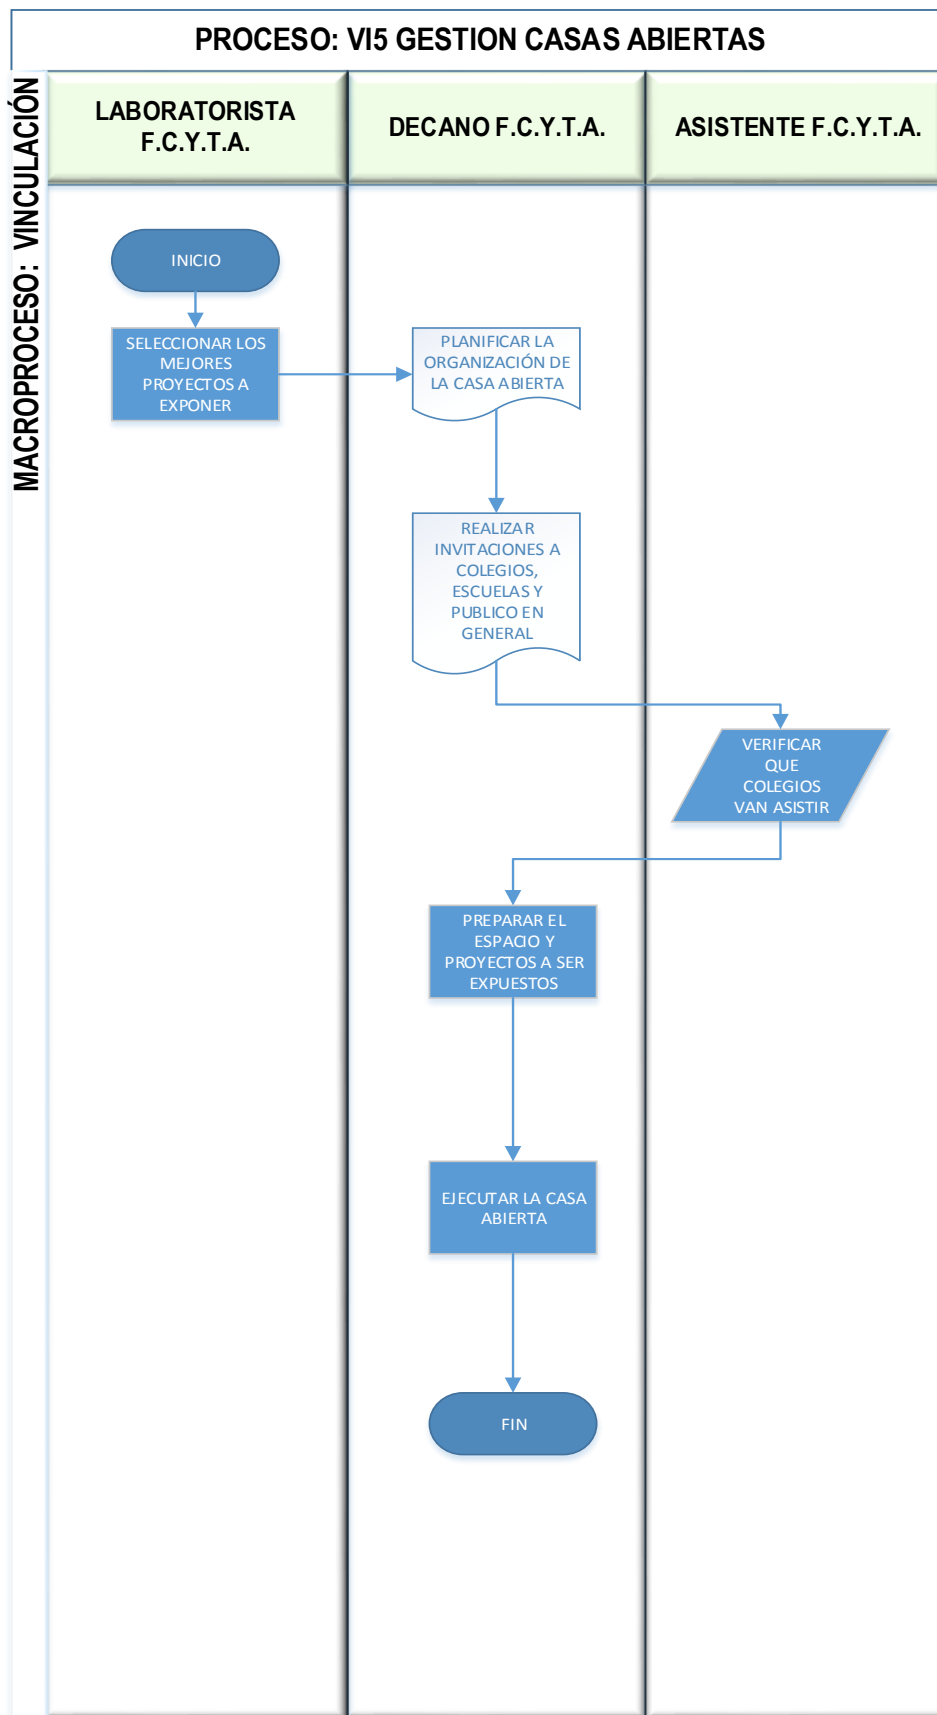 PROCESO: VI5 GESTION CASAS ABIERTAS
MACROPROCESO: VINCULACIÓN
LABORATORISTA
F.C.Y.T.A.
DECANO F.C.Y.T.A.
ASISTENTE F.C.Y.T.A.
INICIO
SELECCIONAR LOS
MEJORES
PROYECTOS A
EXPONER
PLANIFICAR LA
ORGANIZACIÓN DE
LA CASA ABIERTA
REALIZAR
INVITACIONES A
COLEGIOS,
ESCUELAS Y
PUBLICO EN
GENERAL
VERIFICAR
QUE
COLEGIOS
VAN ASISTIR
PREPARAR EL
ESPACIO Y
PROYECTOS A SER
EXPUESTOS
EJECUTAR LA CASA
ABIERTA
FIN